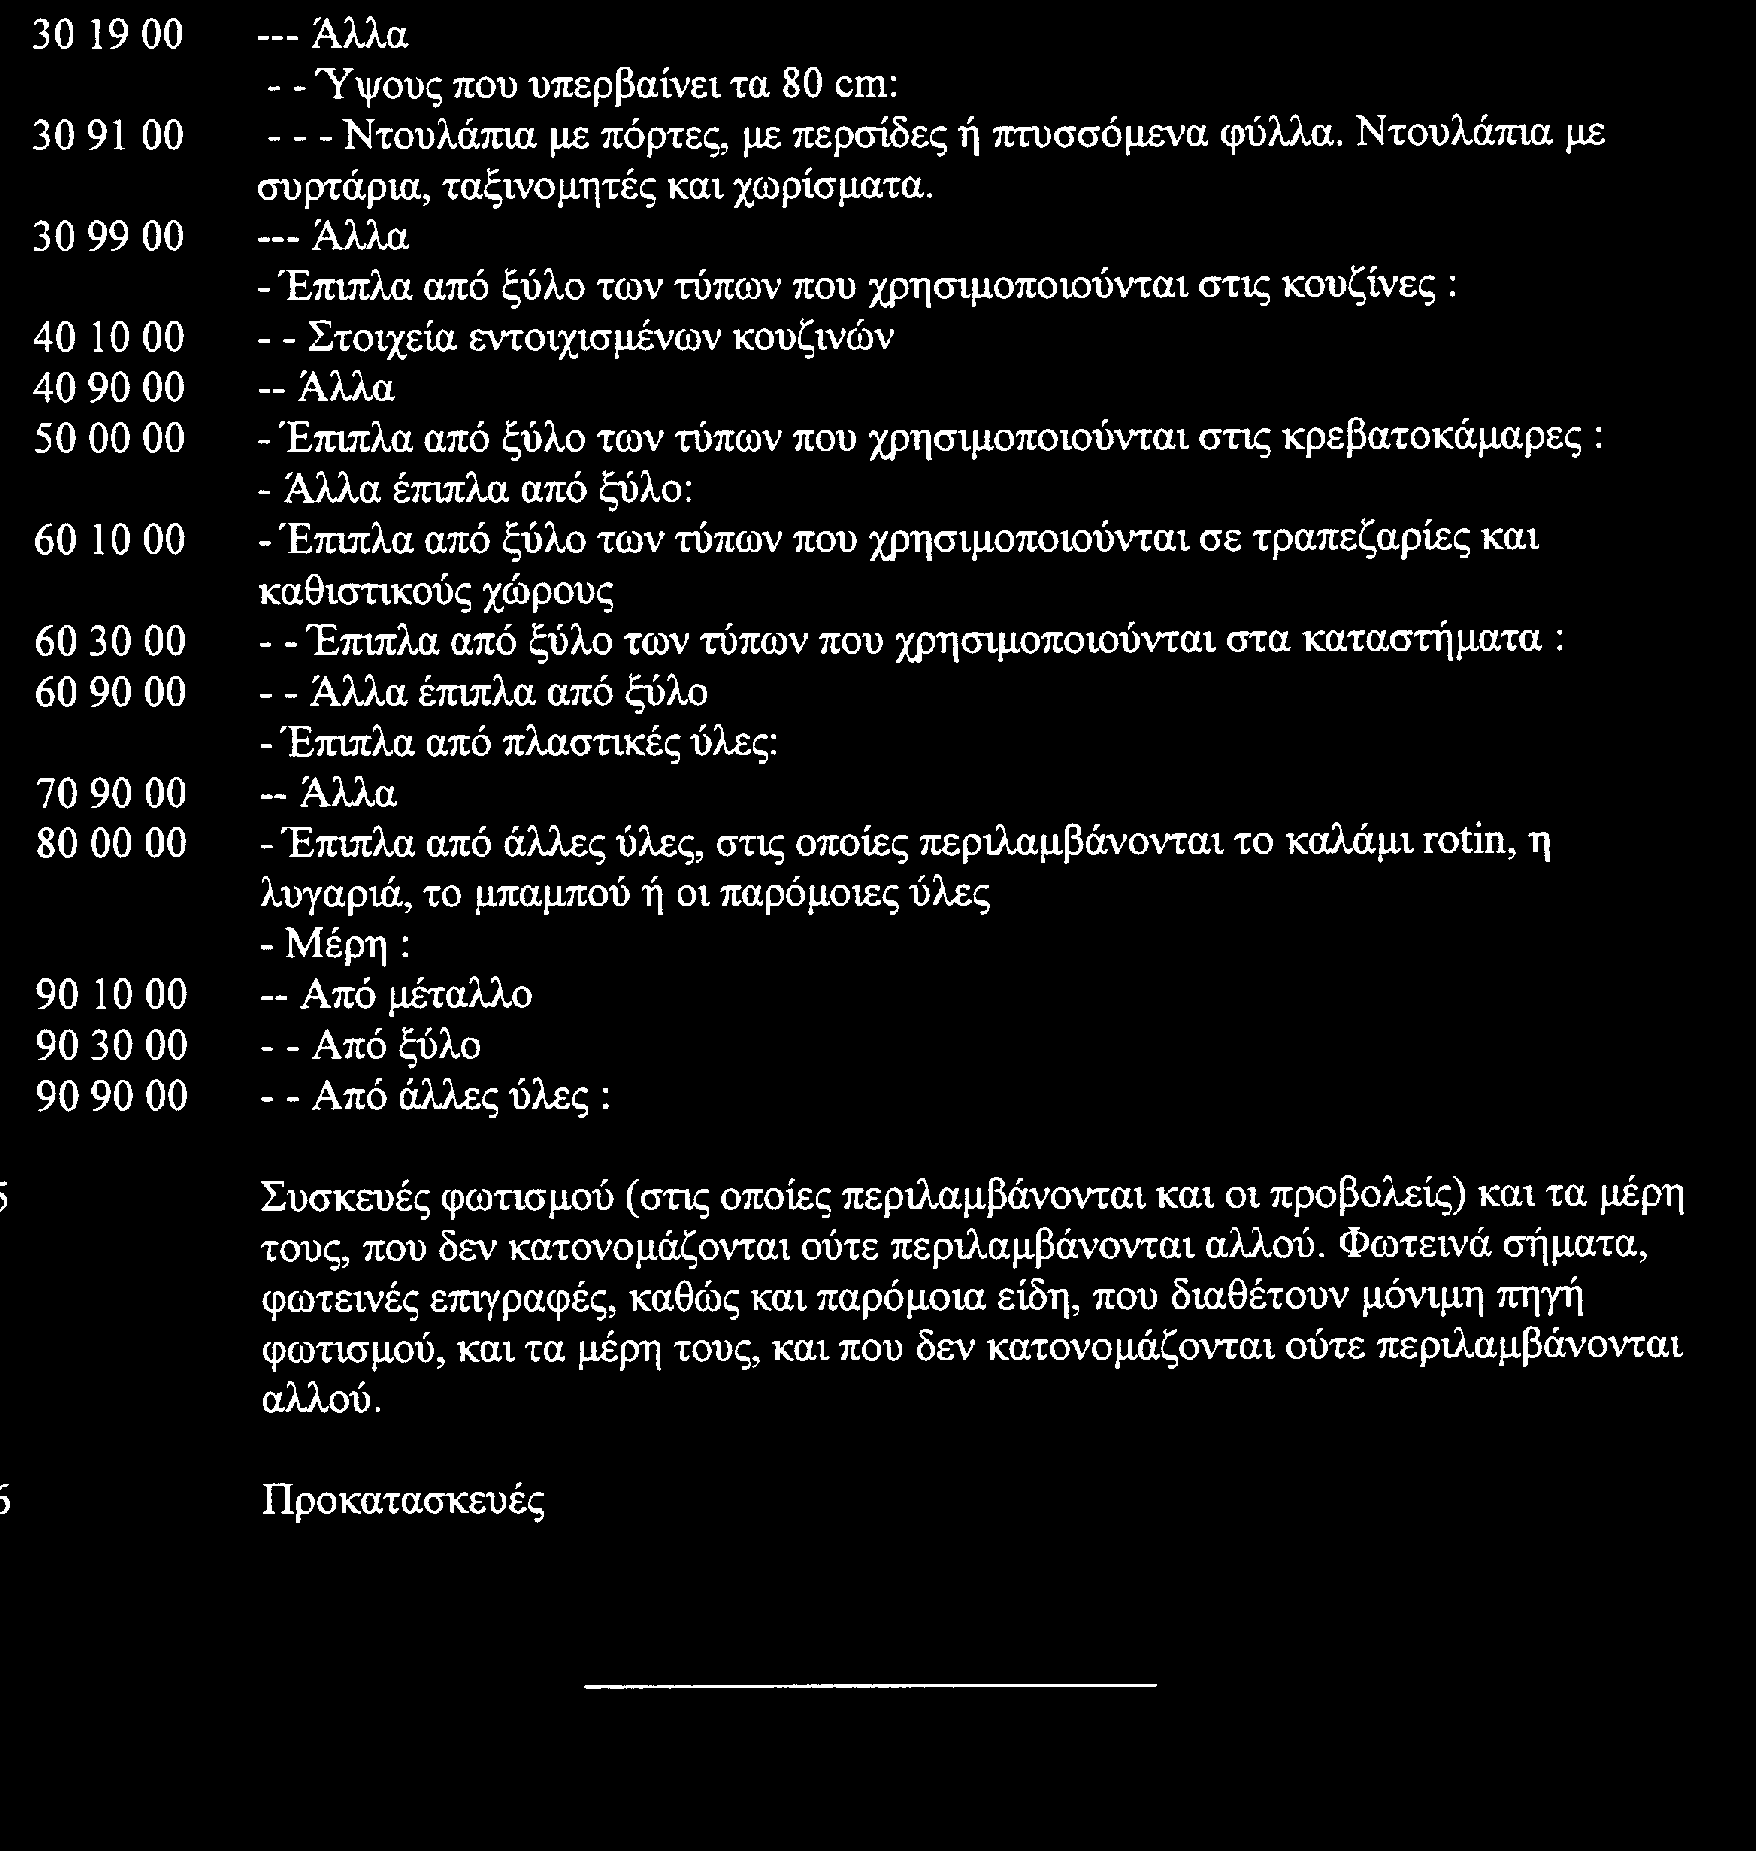 30 19 00 --- Άλλα
- - Ύψους που υπερβαίνει τα 80 cm:
30 91 00 - - - Ντουλάπια με πόρτες, με περσίδες ή πτυσσόμενα φύλλα. Ντουλάπια με
συρτάρια, ταξινομητές και χωρίσματα.
30 99 00 --- Άλλα
- Έπιπλα από ξύλο των τύπων που χρησιμοποιούνται στις κουζίνες :
40 10 00 - - Στοιχεία εντοιχισμένων κουζινών
40 90 00 -- Άλλα
50 00 00 - Έπιπλα από ξύλο των τύπων που χρησιμοποιούνται στις κρεβατοκάμαρες :
- Άλλα έπιπλα από ξύλο:
60 10 00 - Έπιπλα από ξύλο των τύπων που χρησιμοποιούνται σε τραπεζαρίες και
καθιστικούς χώρους
60 30 00 - - Έπιπλα από ξύλο των τύπων που χρησιμοποιούνται στα καταστήματα :
60 90 00 - - Άλλα έπιπλα από ξύλο
- Έπιπλα από πλαστικές ύλες:
70 90 00 -- Άλλα
80 00 00 - Έπιπλα από άλλες ύλες, στις οποίες περιλαμβάνονται το καλάμι rotin, η
λυγαριά, το μπαμπού ή οι παρόμοιες ύλες
- Μέρη :
90 10 00 -- Από μέταλλο
90 30 00 - - Από ξύλο
90 90 00 - - Από άλλες ύλες :
5 Συσκευές φωτισμού (στις οποίες περιλαμβάνονται και οι προβολείς) και τα μέρη
τους, που δεν κατονομάζονται ούτε περιλαμβάνονται αλλού. Φωτεινά σήματα,
φωτεινές επιγραφές, καθώς και παρόμοια είδη, που διαθέτουν μόνιμη πηγή
φωτισμού, και τα μέρη τους, και που δεν κατονομάζονται ούτε περιλαμβάνονται
αλλού.
6 Προκατασκευές